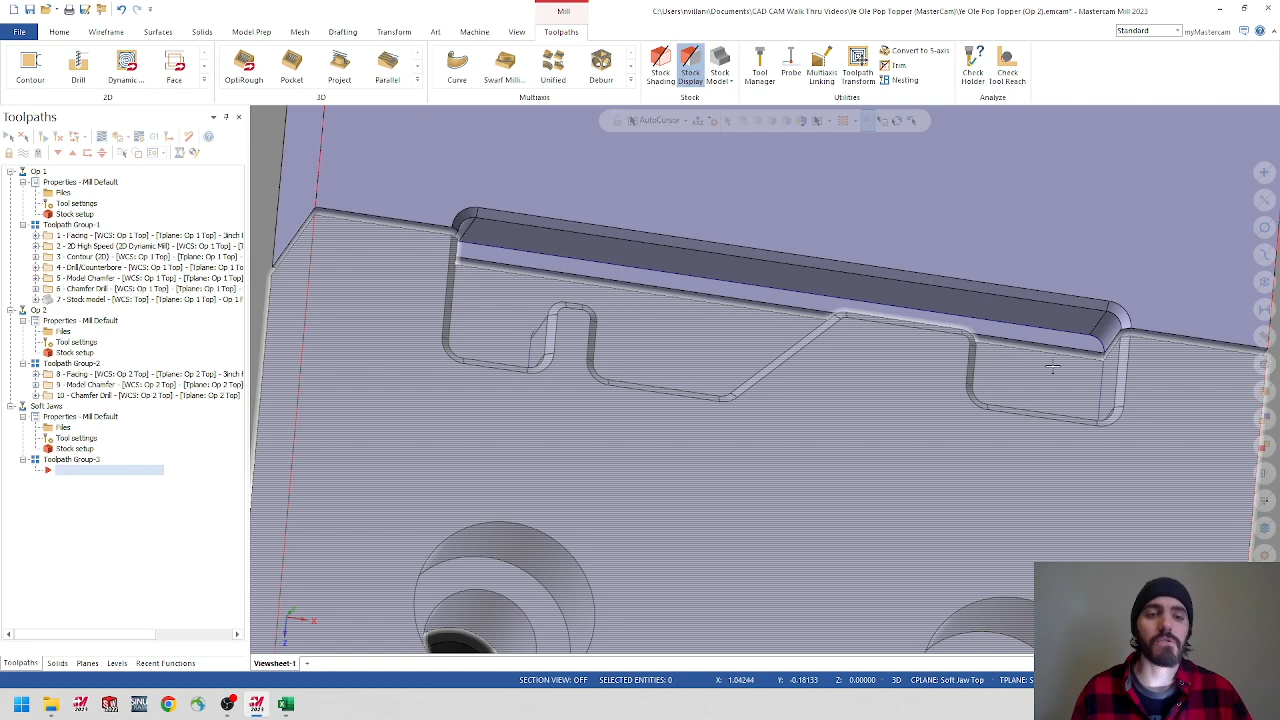 Mill
C:\Users\nvillani\Documents\CAD CAM Walk Thru Videos\Ye Ole Pop Topper (MasterCam)\Ye Ole Pop Topper (Op 2).emcam* - Mastercam Mill 2023
File Home Wireframe Surfaces Solids Model Prep Mesh Drafting Transform Art Machine View Toolpaths
Standard myMastercam
Contour Drill Dynamic ... Face
OptiRough Pocket Project Parallel
Curve Swarf Milli... Unified Deburr
Stock Shading Stock Display Stock Model
Tool Manager Probe Multiaxis Linking Toolpath Transform
Convert to 5-axis
Trim
Nesting
Check Holder Check Tool Reach
2D 3D Multiaxis Stock Utilities Analyze
Toolpaths
AutoCursor
G1
Op 1
Properties - Mill Default
Files
Tool settings
Stock setup
Toolpath Group-1
1 - Facing - [WCS: Op 1 Top] - [Tplane: Op 1 Top] - 3inch F
2 - 2D High Speed (2D Dynamic Mill) - [WCS: Op 1 Top] -
3 - Contour (2D) - [WCS: Op 1 Top] - [Tplane: Op 1 Top] -
4 - Drill/Counterbore - [WCS: Op 1 Top] - [Tplane: Op 1 T
5 - Model Chamfer - [WCS: Op 1 Top] - [Tplane: Op 1 Top
6 - Chamfer Drill - [WCS: Op 1 Top] - [Tplane: Op 1 Top] -
7 - Stock model - [WCS: Op 1 Top] - [Tplane: Op 1 Top]
Op 2
Properties - Mill Default
Files
Tool settings
Stock setup
Toolpath Group-2
8 - Facing - [WCS: Op 2 Top] - [Tplane: Op 2 Top] - 3inch F
9 - Model Chamfer - [WCS: Op 2 Top] - [Tplane: Op 2 Top
10 - Chamfer Drill - [WCS: Op 2 Top] - [Tplane: Op 2 Top]
Soft Jaws
Properties - Mill Default
Files
Tool settings
Stock setup
Toolpath Group-3
X
Z
Toolpaths Solids Planes Levels Recent Functions
Viewsheet-1 +
SECTION VIEW: OFF SELECTED ENTITIES: 0 X: 1.04244 Y: -0.18133 Z: 0.00000 3D CPLANE: Soft Jaw Top TPLANE: S